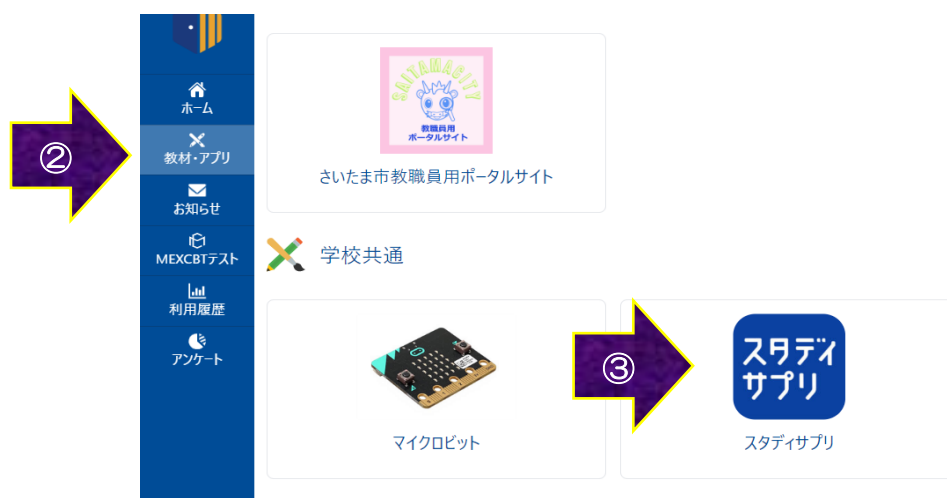 ホーム
②
教材・アプリ
お知らせ
MEXCBTテスト
利用履歴
アンケート
SAITAMACITY
教職員用
ポータルサイト
さいたま市教職員用ポータルサイト
学校共通
マイクロビット
③
スタディ
サプリ
スタディサプリ